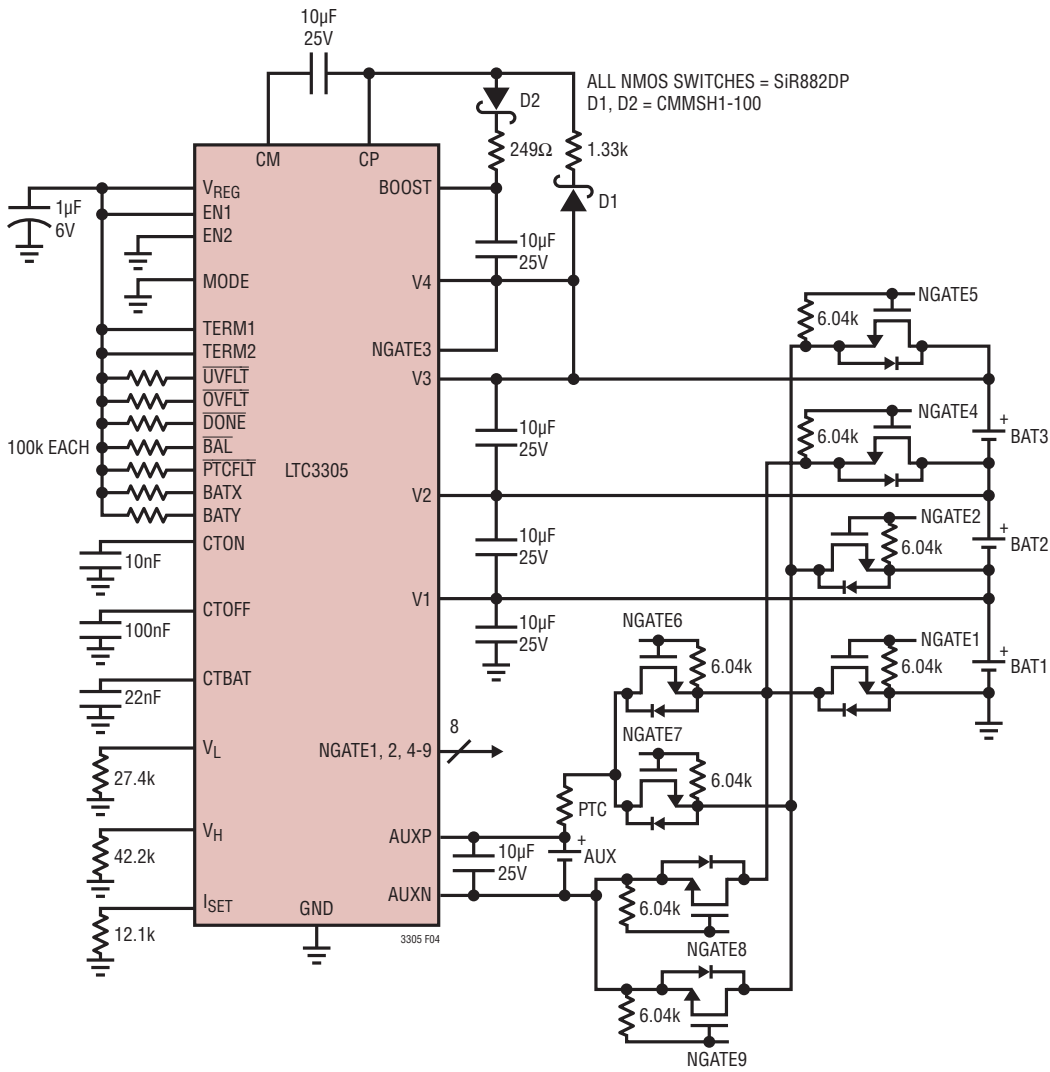 10µF
25V
ALL NMOS SWITCHES = SiR882DP
D1, D2 = CMMSH1-100
D2
249Ω
1.33k
D1
CM
CP
BOOST
VREG
1µF
6V
EN1
EN2
MODE
TERM1
TERM2
UVFLT
OVFLT
DONE
BAL
PTCFLT
BATX
BATY
100k EACH
LTC3305
CTON
10nF
CTOFF
100nF
CTBAT
22nF
VL
27.4k
VH
42.2k
ISET
12.1k
GND
3305 F04
10µF
25V
V4
NGATE3
V3
10µF
25V
V2
10µF
25V
V1
10µF
25V
NGATE1, 2, 4-9
8
AUXP
AUXN
10µF
25V
+
AUX
PTC
NGATE5
6.04k
NGATE4
6.04k
+
BAT3
NGATE2
6.04k
+
BAT2
NGATE1
6.04k
+
BAT1
NGATE6
6.04k
NGATE7
6.04k
6.04k
NGATE8
6.04k
NGATE9